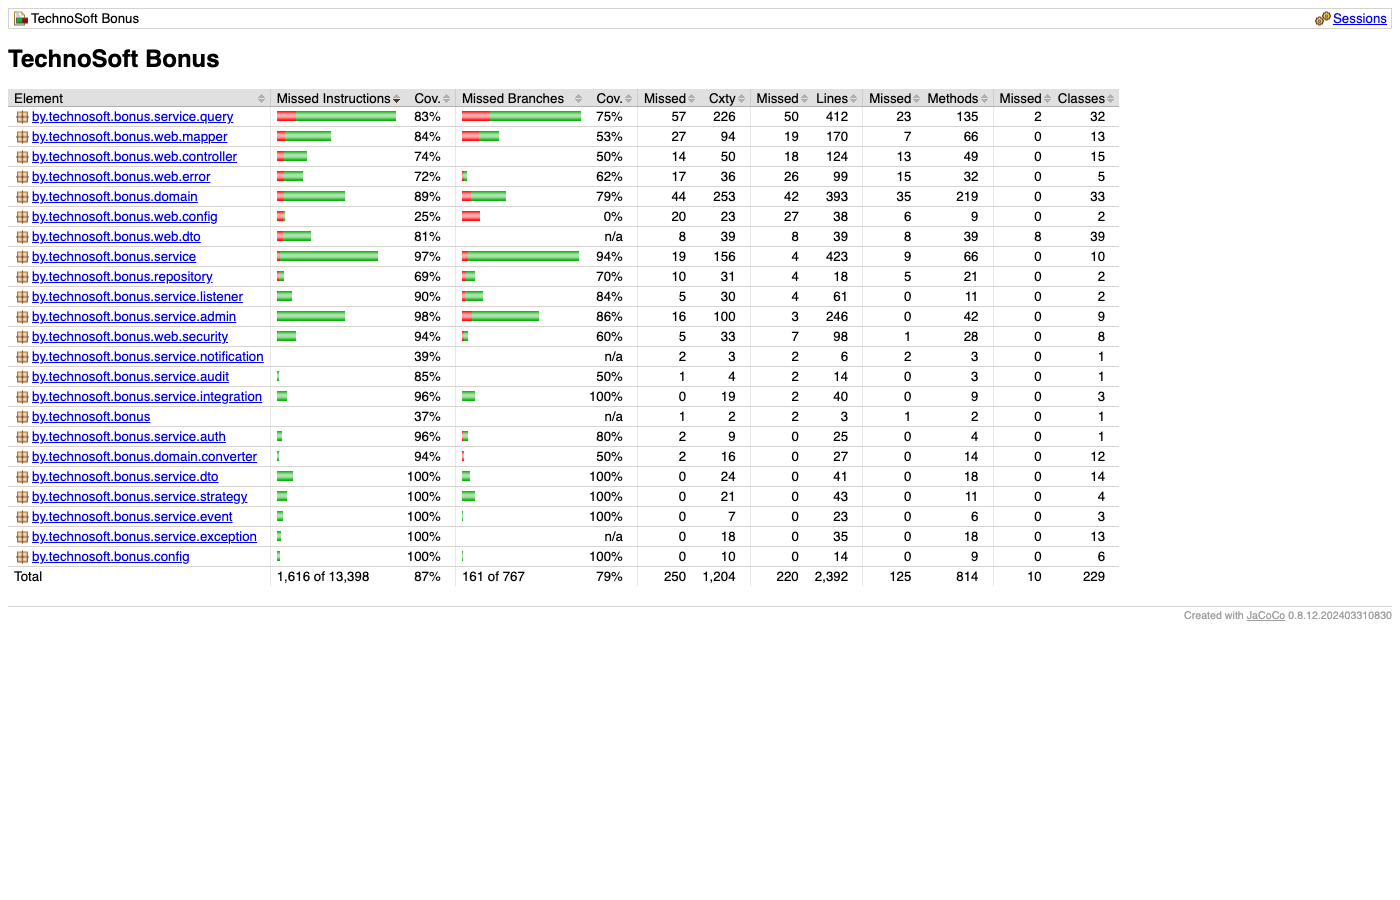 TechnoSoft Bonus Sessions
TechnoSoft Bonus
Element Missed Instructions Cov. Missed Branches Cov. Missed Cxty Missed Lines Missed Methods Missed Classes
by.technosoft.bonus.service.query 83% 75% 57 226 50 412 23 135 2 32
by.technosoft.bonus.web.mapper 84% 53% 27 94 19 170 7 66 0 13
by.technosoft.bonus.web.controller 74% 50% 14 50 18 124 13 49 0 15
by.technosoft.bonus.web.error 72% 62% 17 36 26 99 15 32 0 5
by.technosoft.bonus.domain 89% 79% 44 253 42 393 35 219 0 33
by.technosoft.bonus.web.config 25% 0% 20 23 27 38 6 9 0 2
by.technosoft.bonus.web.dto 81% n/a 8 39 8 39 8 39 8 39
by.technosoft.bonus.service 97% 94% 19 156 4 423 9 66 0 10
by.technosoft.bonus.repository 69% 70% 10 31 4 18 5 21 0 2
by.technosoft.bonus.service.listener 90% 84% 5 30 4 61 0 11 0 2
by.technosoft.bonus.service.admin 98% 86% 16 100 3 246 0 42 0 9
by.technosoft.bonus.web.security 94% 60% 5 33 7 98 1 28 0 8
by.technosoft.bonus.service.notification 39% n/a 2 3 2 6 2 3 0 1
by.technosoft.bonus.service.audit 85% 50% 1 4 2 14 0 3 0 1
by.technosoft.bonus.service.integration 96% 100% 0 19 2 40 0 9 0 3
by.technosoft.bonus 37% n/a 1 2 2 3 1 2 0 1
by.technosoft.bonus.service.auth 96% 80% 2 9 0 25 0 4 0 1
by.technosoft.bonus.domain.converter 94% 50% 2 16 0 27 0 14 0 12
by.technosoft.bonus.service.dto 100% 100% 0 24 0 41 0 18 0 14
by.technosoft.bonus.service.strategy 100% 100% 0 21 0 43 0 11 0 4
by.technosoft.bonus.service.event 100% 100% 0 7 0 23 0 6 0 3
by.technosoft.bonus.service.exception 100% n/a 0 18 0 35 0 18 0 13
by.technosoft.bonus.config 100% 100% 0 10 0 14 0 9 0 6
Total 1,616 of 13,398 87% 161 of 767 79% 250 1,204 220 2,392 125 814 10 229
Created with JaCoCo 0.8.12.202403310830